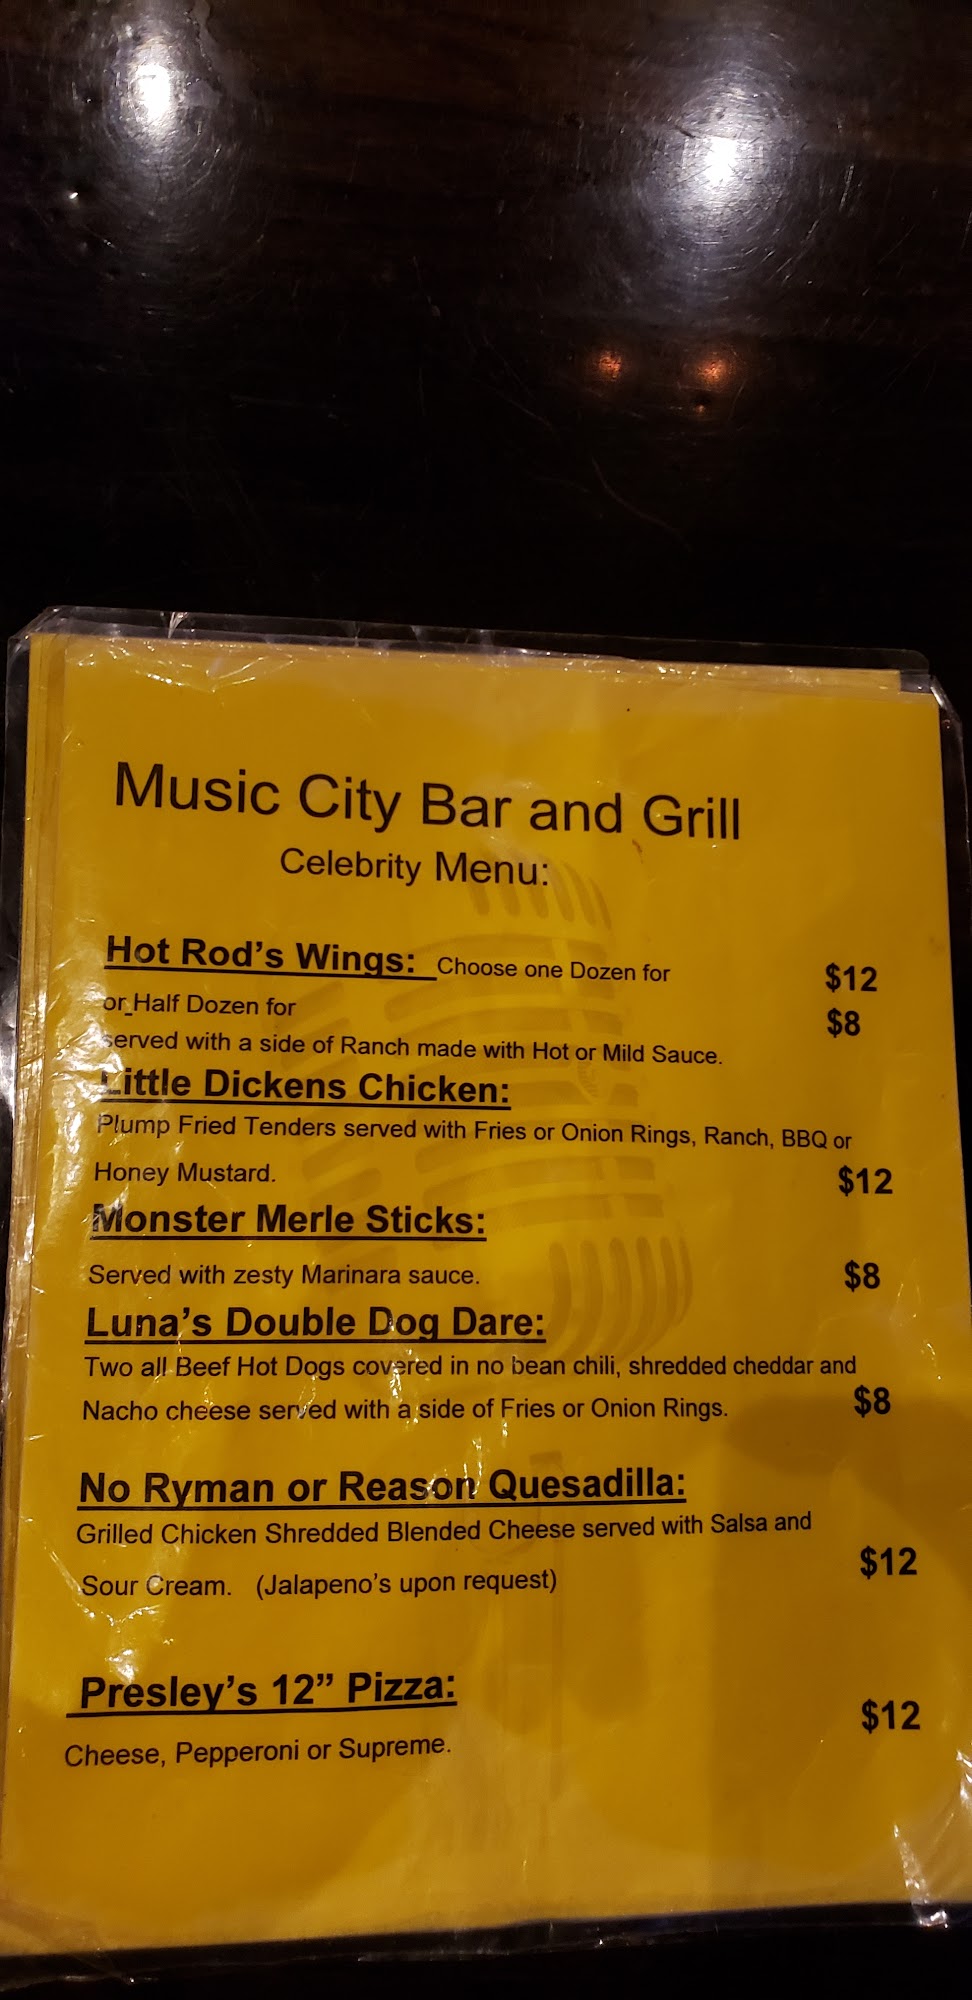 Music City Bar and Grill
Celebrity Menu:
Hot Rod's Wings: Choose one Dozen for $12
or Half Dozen for $8
served with a side of Ranch made with Hot or Mild Sauce.
Little Dickens Chicken:
Plump Fried Tenders served with Fries or Onion Rings, Ranch, BBQ or
Honey Mustard. $12
Monster Merle Sticks:
Served with zesty Marinara sauce. $8
Luna's Double Dog Dare:
Two all Beef Hot Dogs covered in no bean chili, shredded cheddar and
Nacho cheese served with a side of Fries or Onion Rings. $8
No Ryman or Reason Quesadilla:
Grilled Chicken Shredded Blended Cheese served with Salsa and
Sour Cream. (Jalapeno's upon request) $12
Presley's 12" Pizza:
Cheese, Pepperoni or Supreme. $12